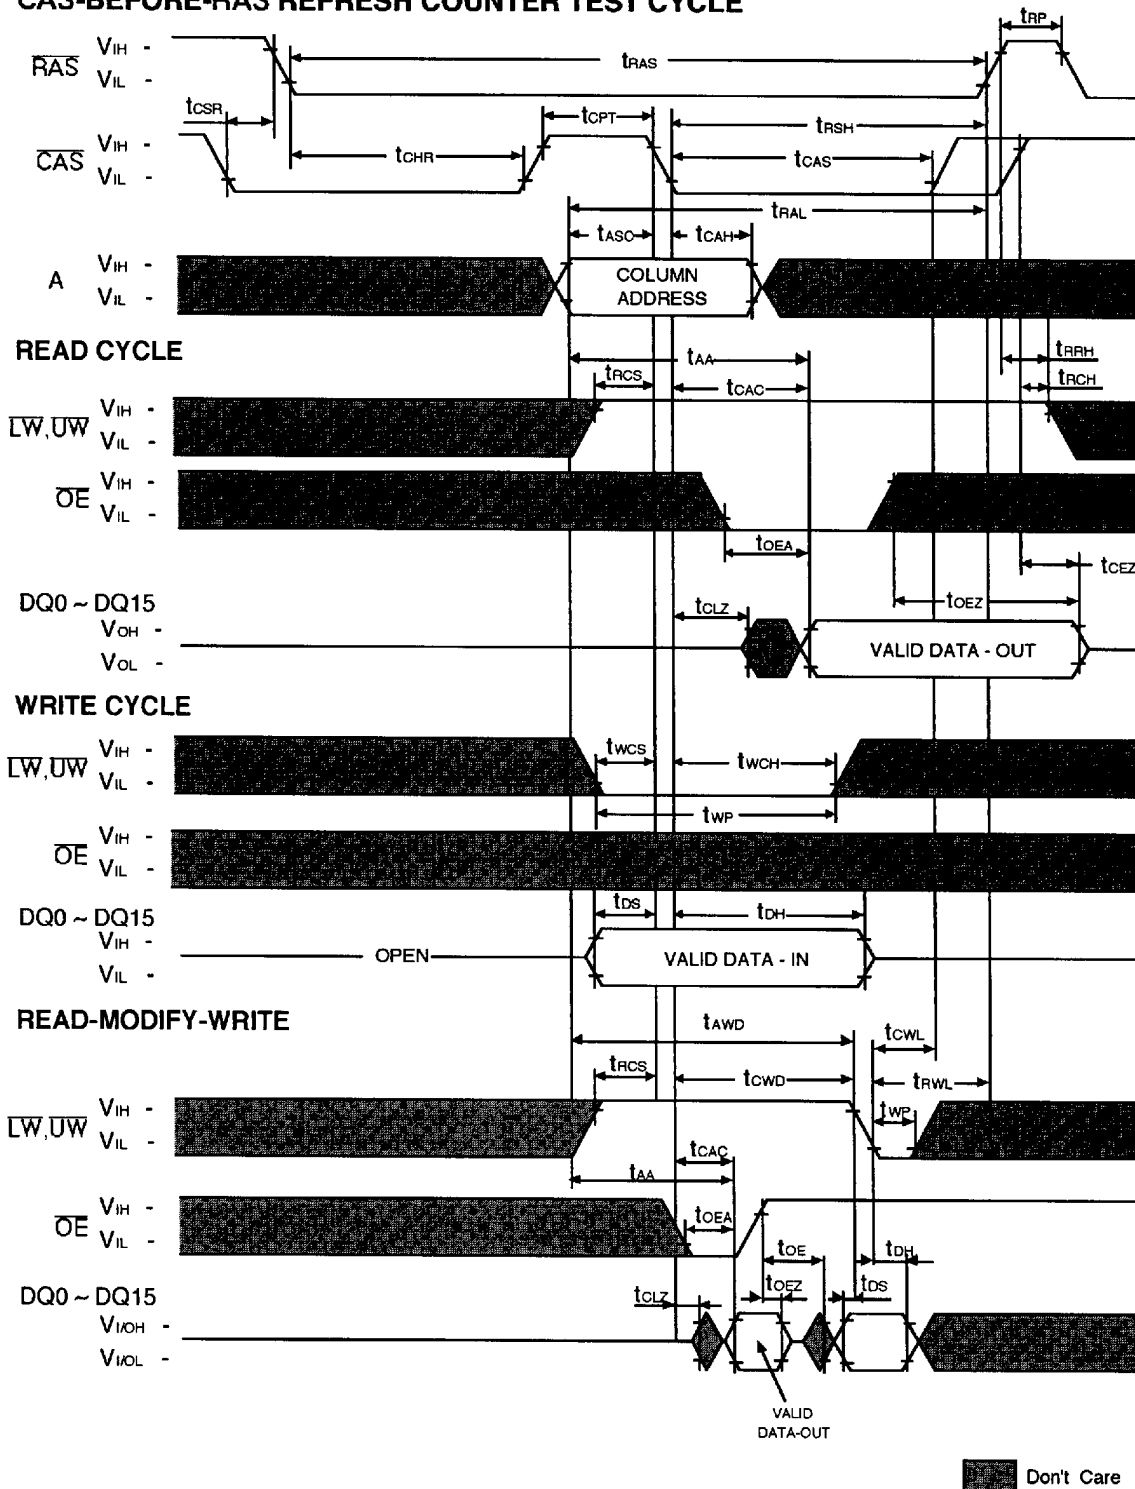 CAS-BEFORE-RAS REFRESH COUNTER TEST CYCLE
tRP
RAS VIH -
VIL -
tRAS
tCSR
tCPT
tRSH
CAS VIH -
VIL -
tCHR
tCAS
tRAL
tASC
tCAH
A VIH -
VIL -
COLUMN
ADDRESS
READ CYCLE
tAA
tRRH
tRCS
tCAC
tRCH
LW,UW VIH -
VIL -
OE VIH -
VIL -
tOEA
tCEZ
tOEZ
DQ0 ~ DQ15
VOH -
VOL -
tCLZ
VALID DATA - OUT
WRITE CYCLE
LW,UW VIH -
VIL -
tWCS
tWCH
tWP
OE VIH -
VIL -
DQ0 ~ DQ15
VIH -
VIL -
tDS
tDH
OPEN
VALID DATA - IN
READ-MODIFY-WRITE
tAWD
tCWL
tRCS
tCWD
tRWL
LW,UW VIH -
VIL -
tWP
tCAC
tAA
OE VIH -
VIL -
tOEA
tOE
tDH
tOEZ
tDS
DQ0 ~ DQ15
VI/OH -
VI/OL -
tCLZ
VALID
DATA-OUT
Don't Care